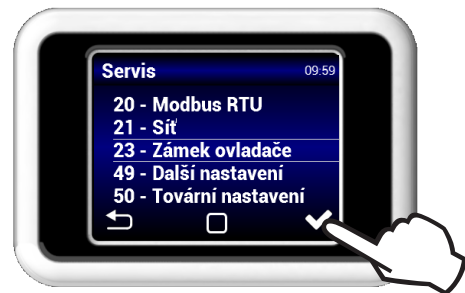 Servis 09:59
20 - Modbus RTU
21 - Síť
23 - Zámek ovladače
49 - Další nastavení
50 - Tovární nastavení